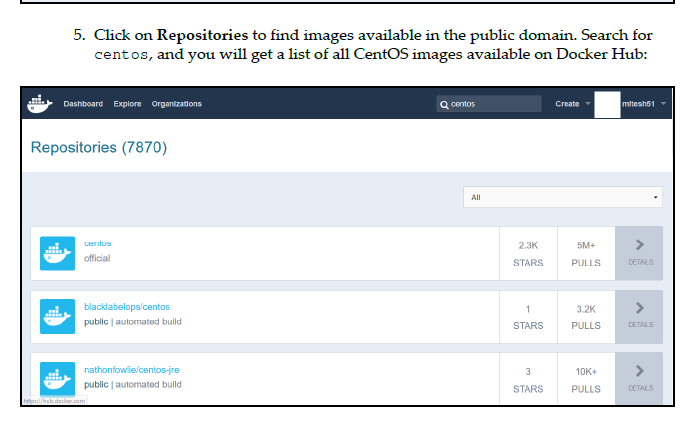 5. Click on Repositories to find images available in the public domain. Search for
centos, and you will get a list of all CentOS images available on Docker Hub:
Dashboard Explore Organizations centos Create mitesh51
Repositories (7870)
All
centos
official
2.3K
STARS
5M+
PULLS
DETAILS
blacklabelops/centos
public | automated build
1
STARS
3.2K
PULLS
DETAILS
nathonfowlie/centos-jre
public | automated build
3
STARS
10K+
PULLS
DETAILS
https://hub.docker.com